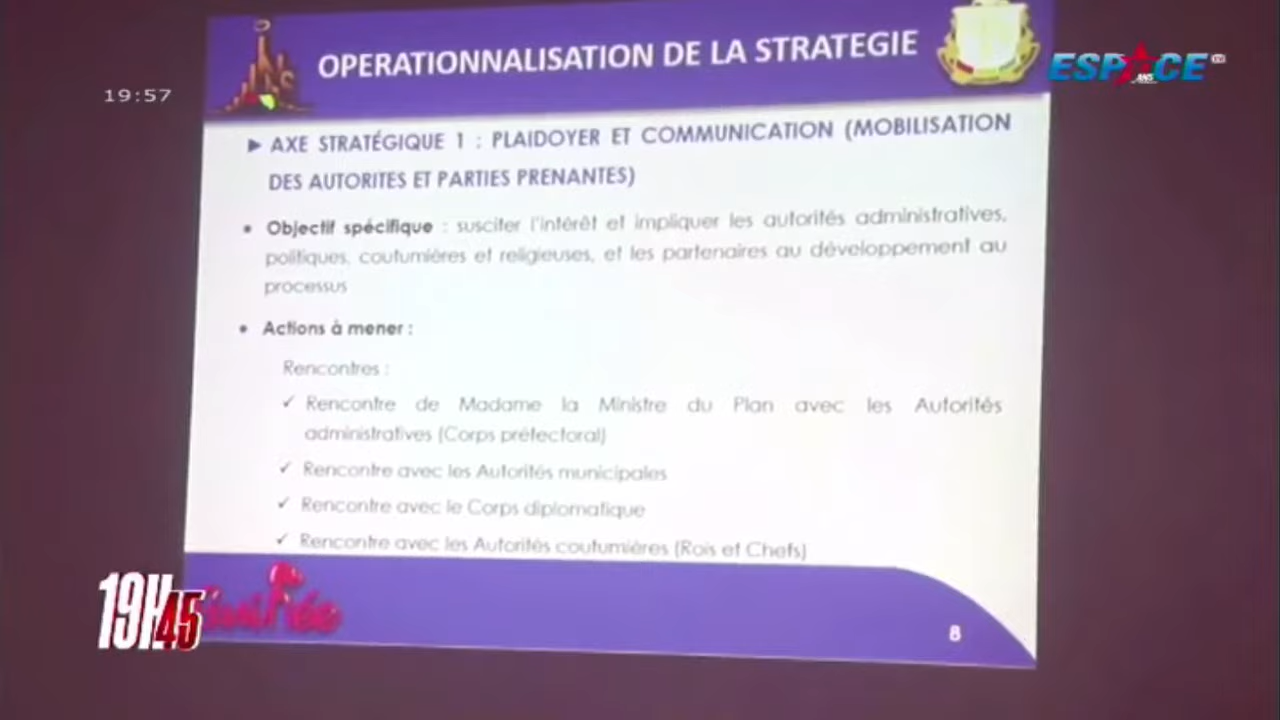 OPERATIONNALISATION DE LA STRATEGIE
ESPACE TV
ANS
19:57
► AXE STRATÉGIQUE 1 : PLAIDOYER ET COMMUNICATION (MOBILISATION
DES AUTORITES ET PARTIES PRENANTES)
• Objectif spécifique : susciter l'intérêt et impliquer les autorités administratives,
politiques, coutumières et religieuses, et les partenaires au développement au
processus
• Actions à mener :
Rencontres :
✓ Rencontre de Madame la Ministre du Plan avec les Autorités
administratives (Corps préfectoral)
✓ Rencontre avec les Autorités municipales
✓ Rencontre avec le Corps diplomatique
✓ Rencontre avec les Autorités coutumières (Rois et Chefs)
19H45
8